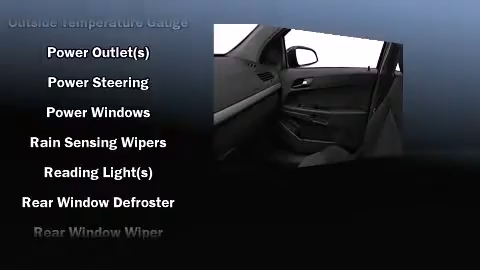 Outside Temperature Gauge
Power Outlet(s)
Power Steering
Power Windows
Rain Sensing Wipers
Reading Light(s)
Rear Window Defroster
Rear Window Wiper